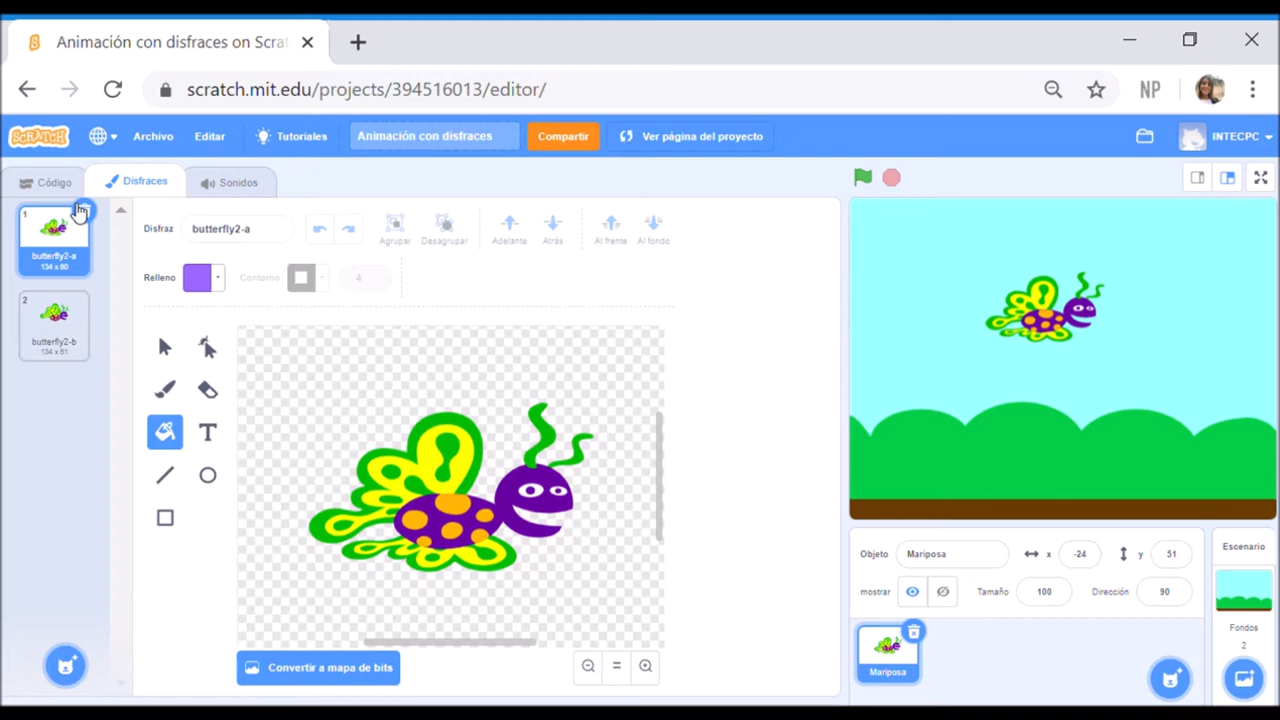 Animación con disfraces on Scrat
scratch.mit.edu/projects/394516013/editor/
NP
SCRATCH
Archivo
Editar
Tutoriales
Animación con disfraces
Compartir
Ver página del proyecto
INTECPC
Código
Disfraces
Sonidos
1
butterfly2-a
134 x 80
2
butterfly2-b
134 x 81
Disfraz
butterfly2-a
Agrupar
Desagrupar
Adelante
Atrás
Al frente
Al fondo
Relleno
Contorno
4
T
Convertir a mapa de bits
Objeto
Mariposa
x
-24
y
51
mostrar
Tamaño
100
Dirección
90
Mariposa
Escenario
Fondos
2